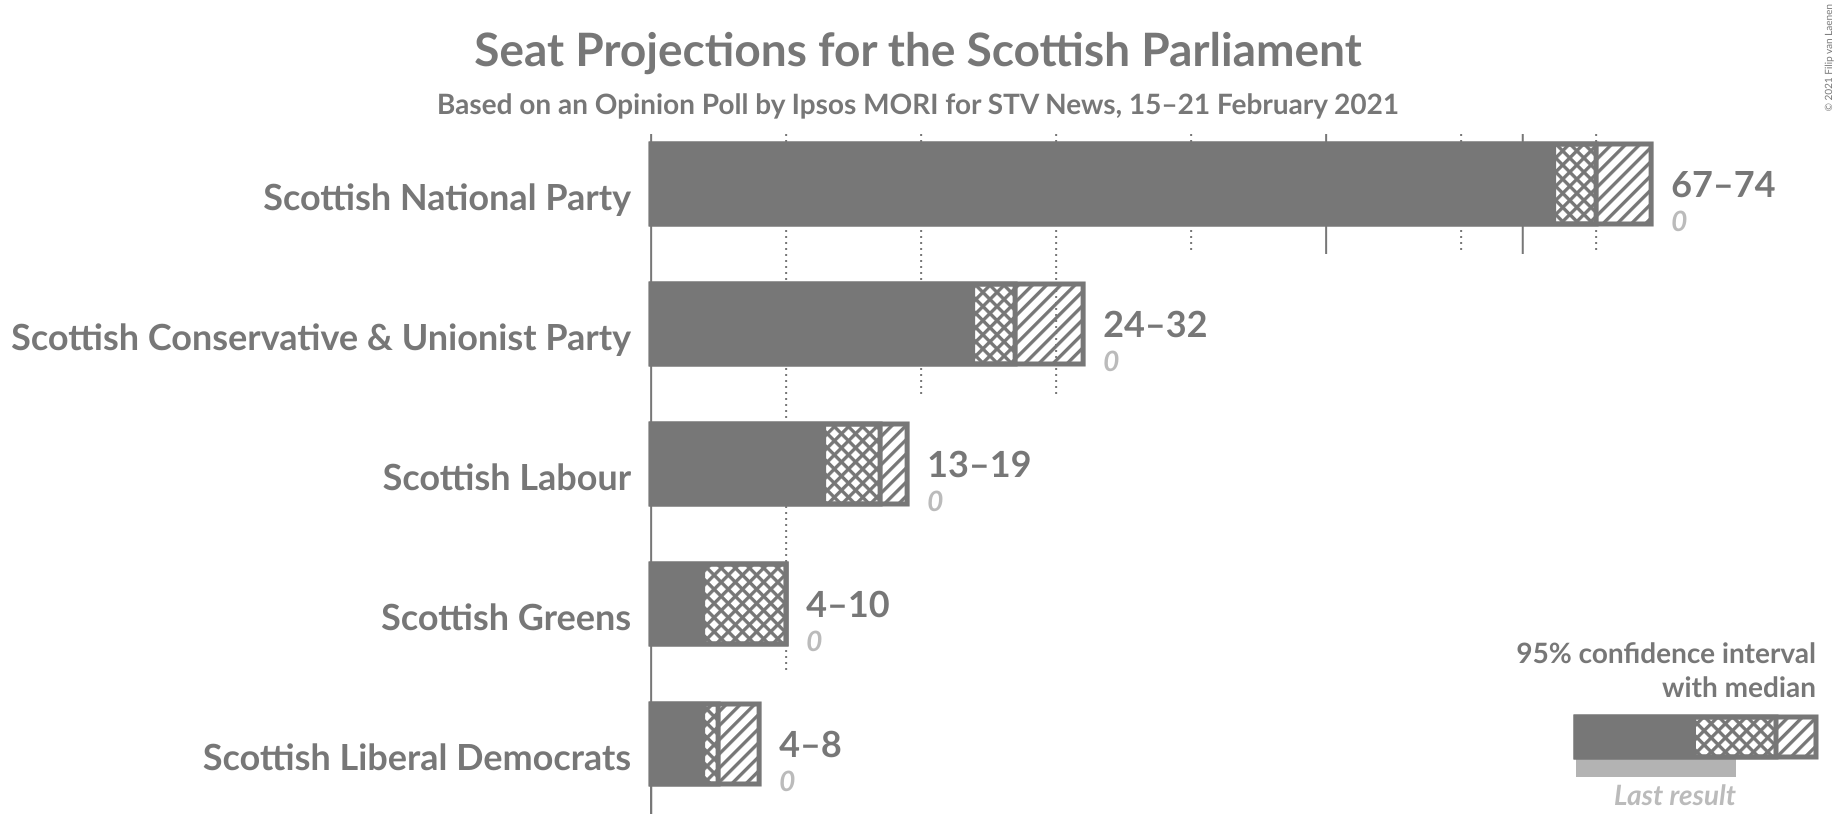 Seat Projections for the Scottish Parliament
Based on an Opinion Poll by Ipsos MORI for STV News, 15–21 February 2021
© 2021 Filip van Laenen
Scottish National Party
67–74
0
Scottish Conservative & Unionist Party
24–32
0
Scottish Labour
13–19
0
Scottish Greens
4–10
0
Scottish Liberal Democrats
4–8
0
95% confidence interval
with median
Last result